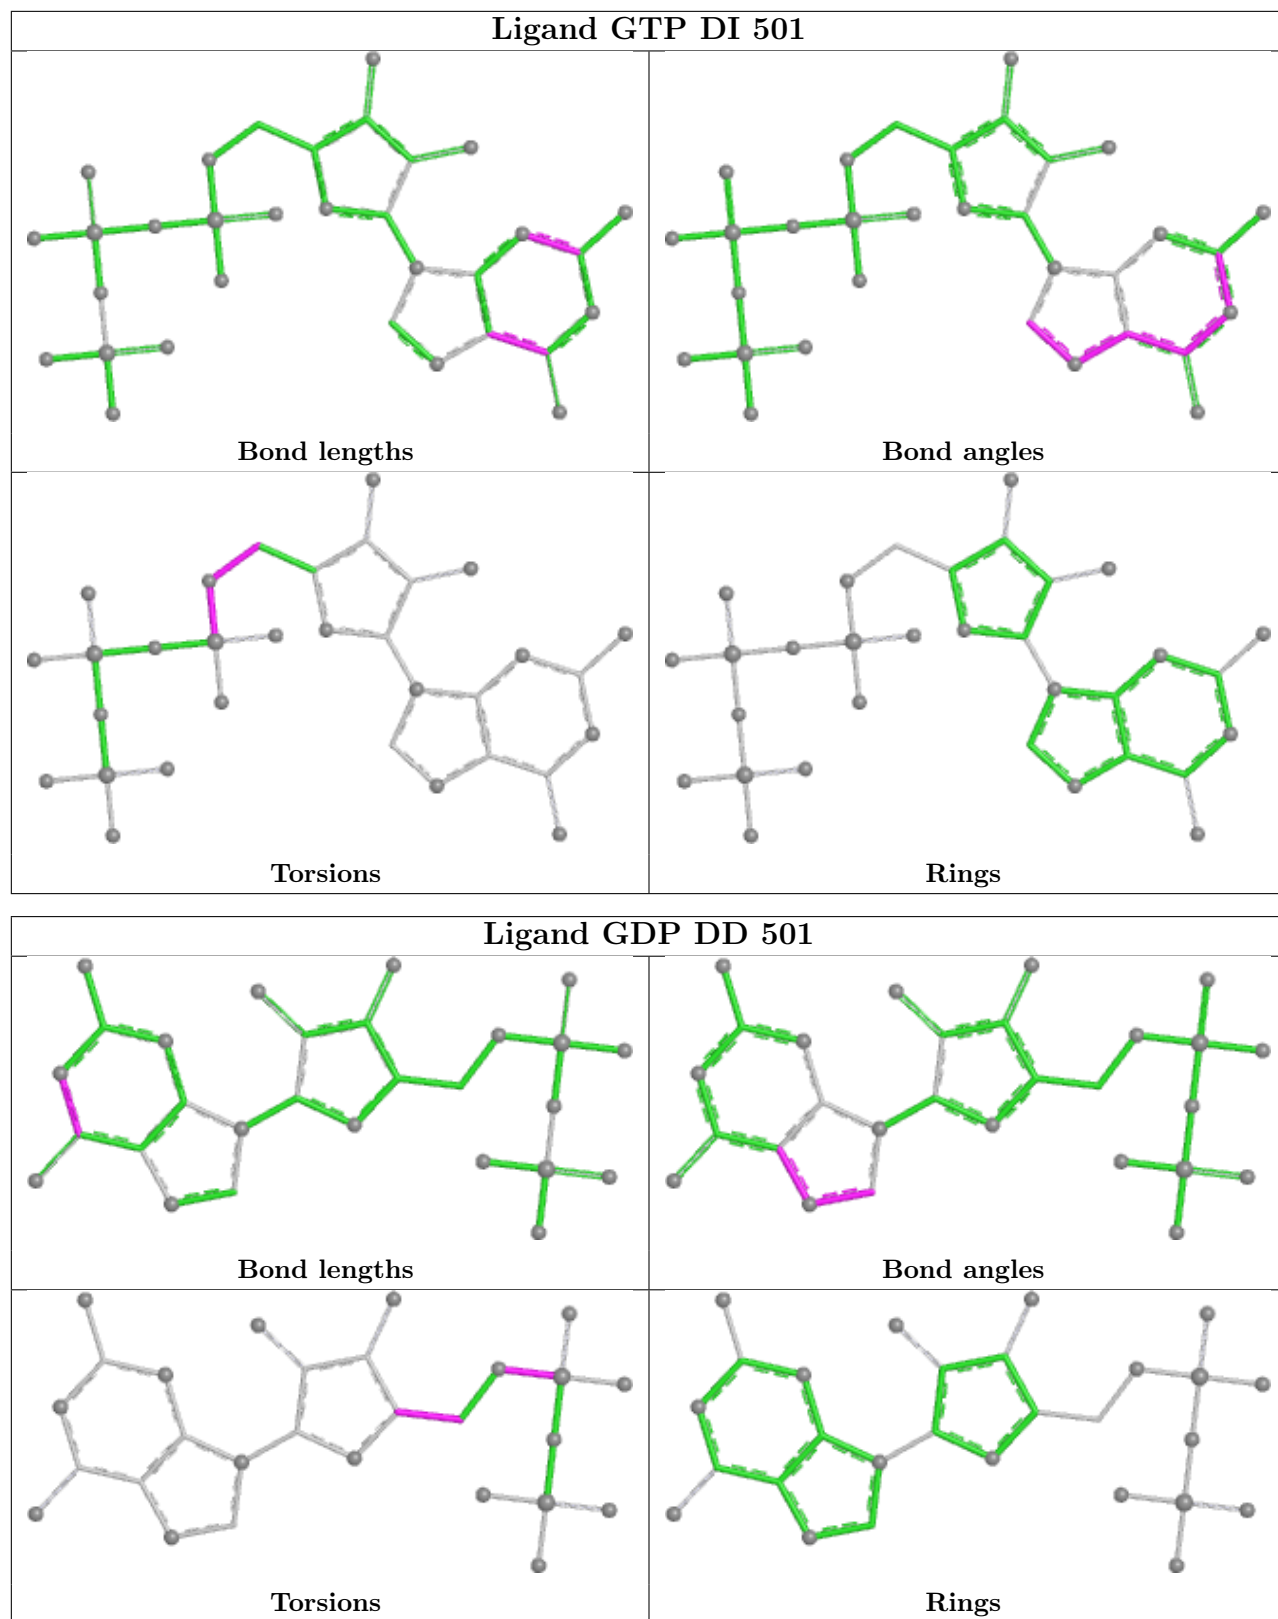 Ligand GTP DI 501
Bond lengths
Bond angles
Torsions
Rings
Ligand GDP DD 501
Bond lengths
Bond angles
Torsions
Rings